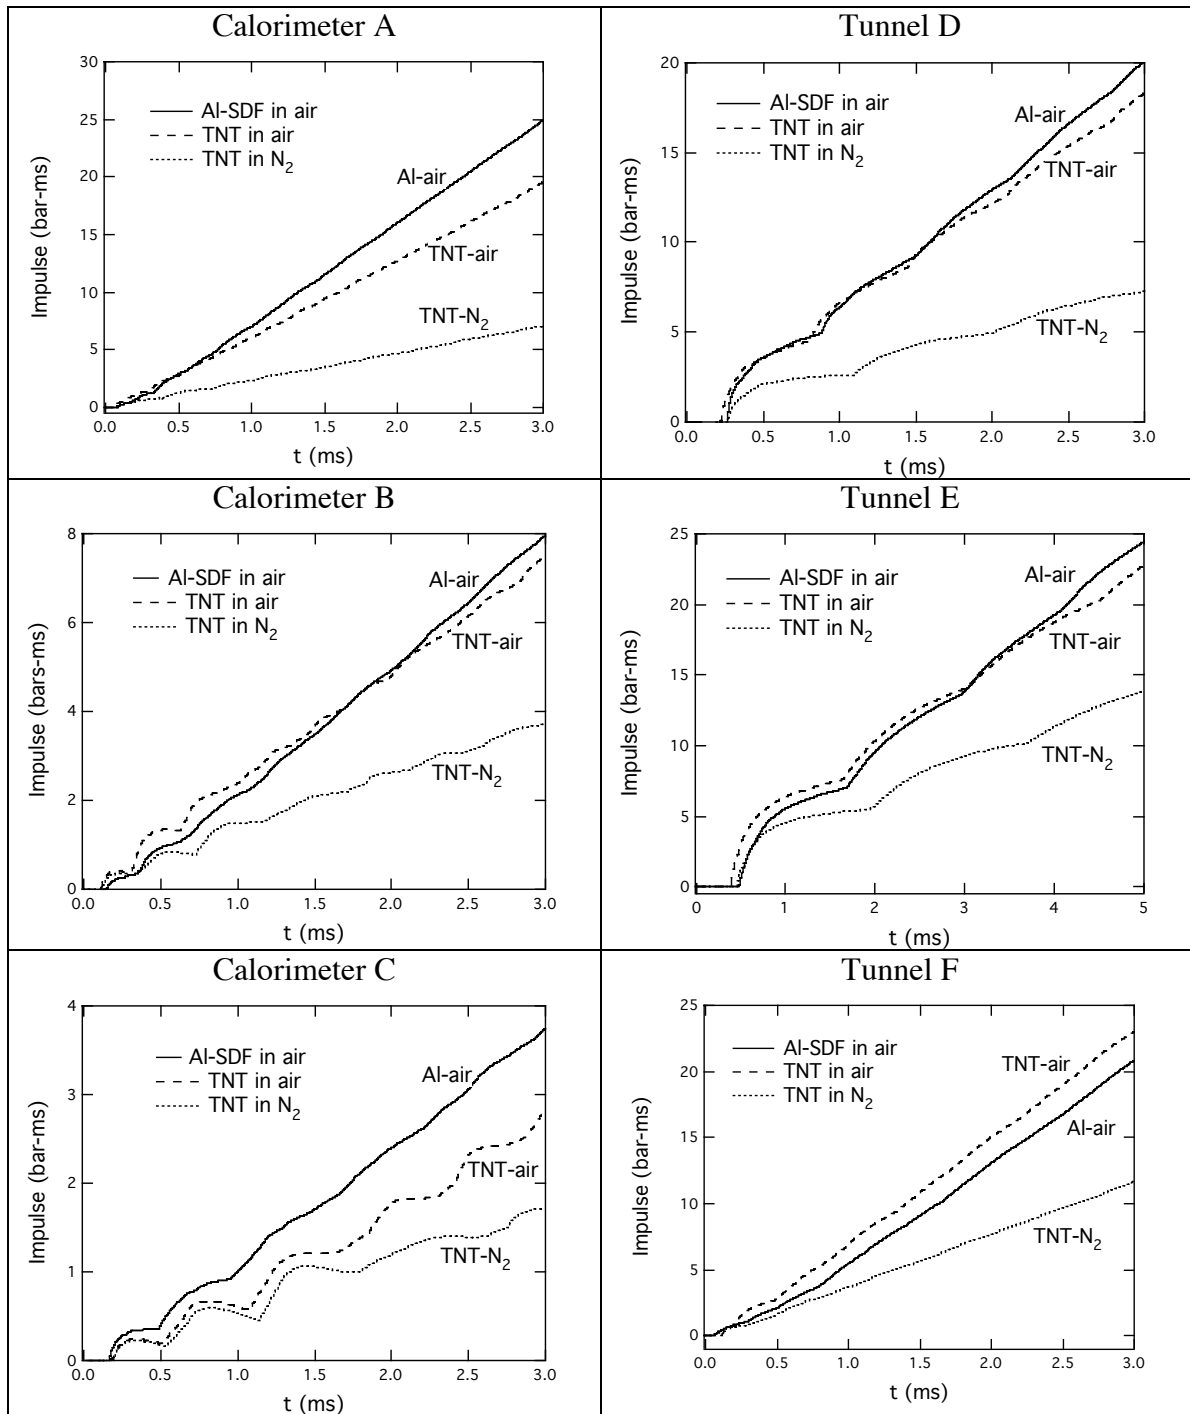 Calorimeter A
30
25
20
15
10
5
0
Impulse (bar-ms)
Al-SDF in air
TNT in air
TNT in N2
Al-air
TNT-air
TNT-N2
0.0 0.5 1.0 1.5 2.0 2.5 3.0
t (ms)
Tunnel D
20
15
10
5
0
Impulse (bar-ms)
Al-SDF in air
TNT in air
TNT in N2
Al-air
TNT-air
TNT-N2
0.0 0.5 1.0 1.5 2.0 2.5 3.0
t (ms)
Calorimeter B
8
6
4
2
0
Impulse (bars-ms)
Al-SDF in air
TNT in air
TNT in N2
Al-air
TNT-air
TNT-N2
0.0 0.5 1.0 1.5 2.0 2.5 3.0
t (ms)
Tunnel E
25
20
15
10
5
0
Impulse (bar-ms)
Al-SDF in air
TNT in air
TNT in N2
Al-air
TNT-air
TNT-N2
0 1 2 3 4 5
t (ms)
Calorimeter C
4
3
2
1
0
Impulse (bar-ms)
Al-SDF in air
TNT in air
TNT in N2
Al-air
TNT-air
TNT-N2
0.0 0.5 1.0 1.5 2.0 2.5 3.0
t (ms)
Tunnel F
25
20
15
10
5
0
Impulse (bar-ms)
Al-SDF in air
TNT in air
TNT in N2
TNT-air
Al-air
TNT-N2
0.0 0.5 1.0 1.5 2.0 2.5 3.0
t (ms)